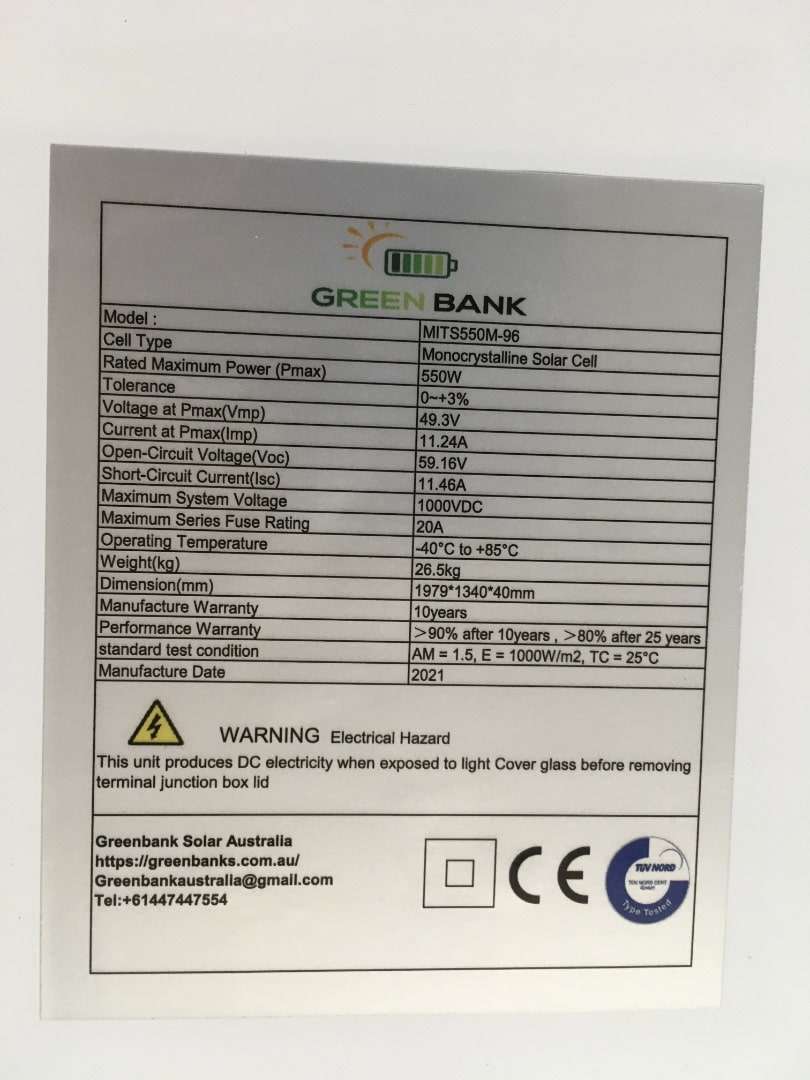 GREEN BANK
Model : MITS550M-96
Cell Type Monocrystalline Solar Cell
Rated Maximum Power (Pmax) 550W
Tolerance 0~+3%
Voltage at Pmax(Vmp) 49.3V
Current at Pmax(Imp) 11.24A
Open-Circuit Voltage(Voc) 59.16V
Short-Circuit Current(Isc) 11.46A
Maximum System Voltage 1000VDC
Maximum Series Fuse Rating 20A
Operating Temperature -40°C to +85°C
Weight(kg) 26.5kg
Dimension(mm) 1979*1340*40mm
Manufacture Warranty 10years
Performance Warranty >90% after 10years , >80% after 25 years
standard test condition AM = 1.5, E = 1000W/m2, TC = 25°C
Manufacture Date 2021
WARNING Electrical Hazard
This unit produces DC electricity when exposed to light Cover glass before removing
terminal junction box lid
Greenbank Solar Australia
https://greenbanks.com.au/
Greenbankaustralia@gmail.com
Tel:+61447447554
CE
TÜV NORD
TÜV NORD CERT
GmbH
Type Tested